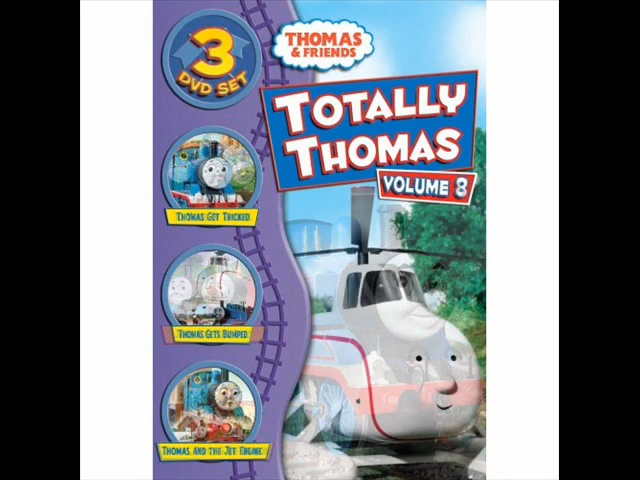 3
DVD SET
THOMAS
& FRIENDS
TOTALLY
THOMAS
VOLUME 8
THOMAS GET TRICKED
THOMAS GETS BUMPED
THOMAS AND THE JET ENGINE